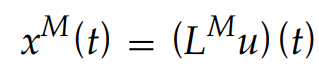 x^M(t) = (L^M u)(t)